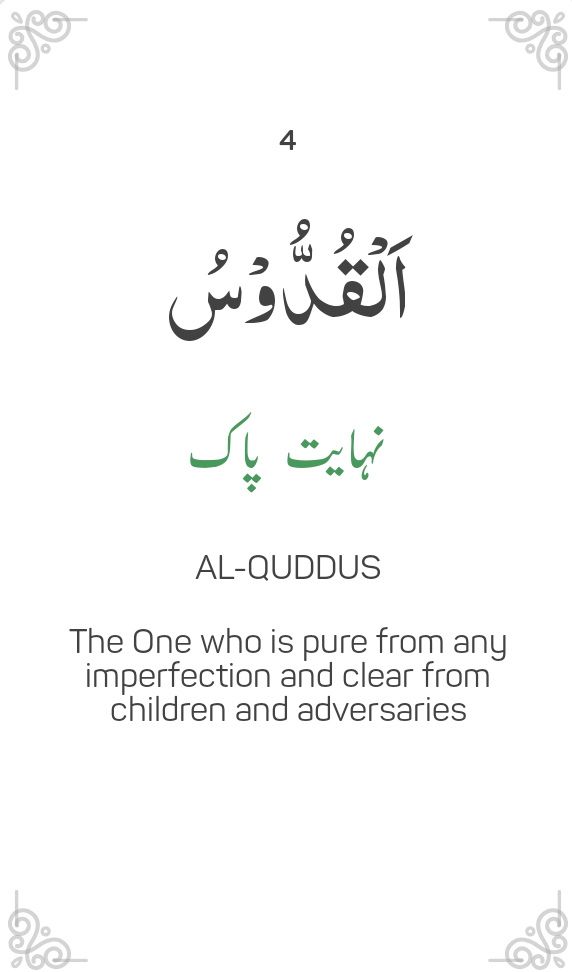 4
اَلْقُدُّوْسُ
نہایت پاک
AL-QUDDUS
The One who is pure from any
imperfection and clear from
children and adversaries